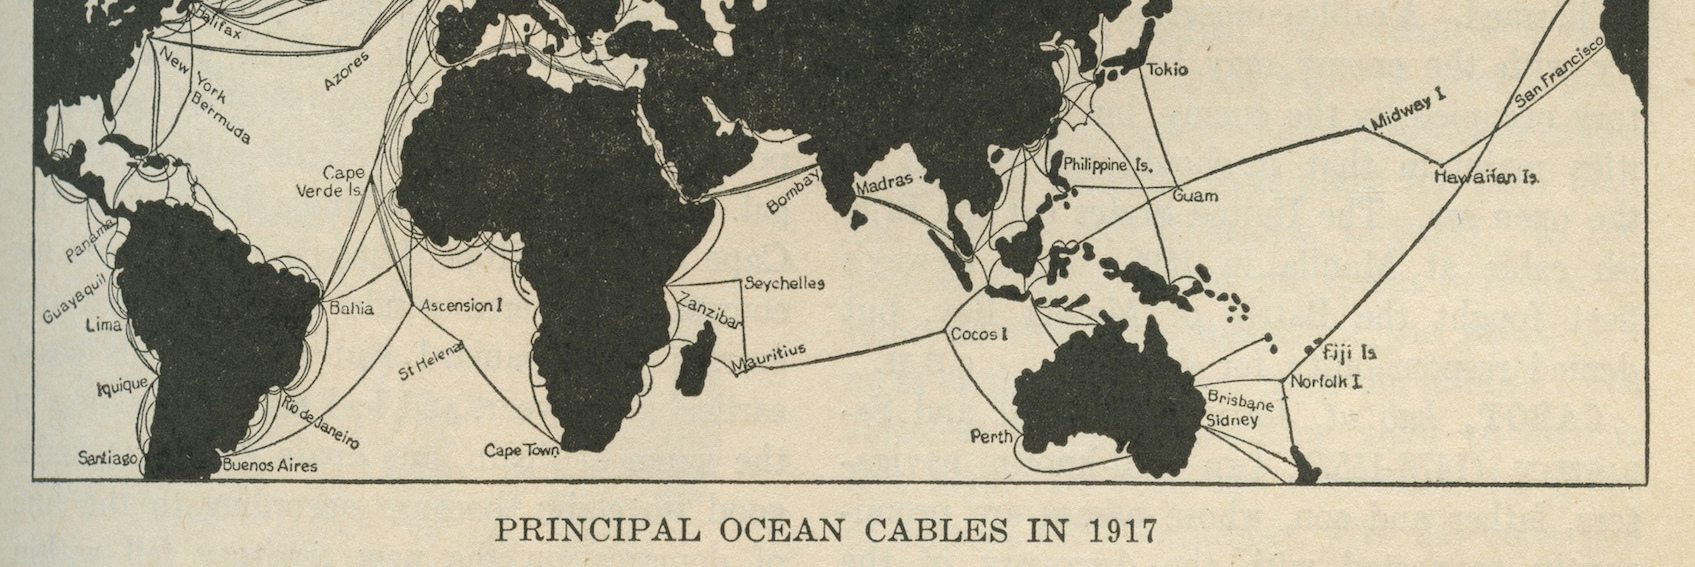 Halifax
New York
Bermuda
Azores
Cape
Verde Is.
Panama
Guayaquil
Lima
Iquique
Santiago
Bahia
Rio de Janeiro
Buenos Aires
Ascension I
St Helena
Cape Town
Zanzibar
Seychelles
Mauritius
Bombay
Madras
Cocos I
Perth
Tokio
Philippine Is.
Guam
Midway I
San Francisco
Hawaiian Is.
Fiji Is
Norfolk I
Brisbane
Sidney
PRINCIPAL OCEAN CABLES IN 1917